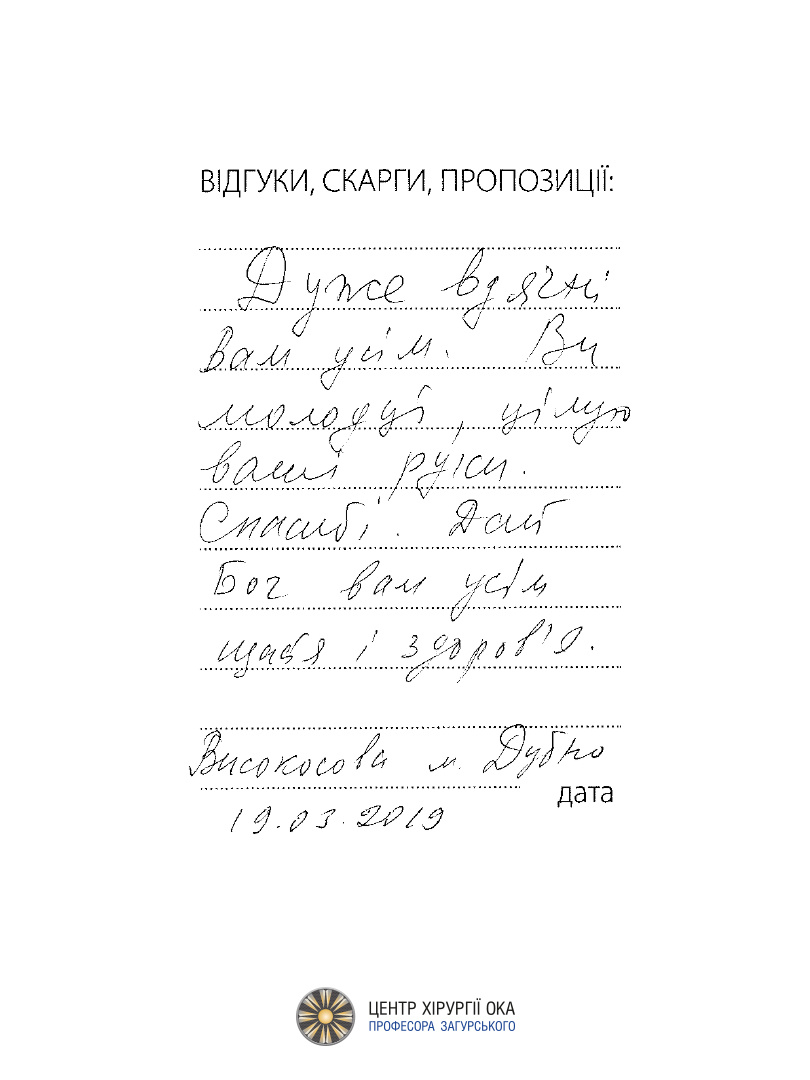 ВІДГУКИ, СКАРГИ, ПРОПОЗИЦІЇ:
Дуже вдячні
вам усім. Ви
молодці, цілую
ваші руки.
Спасибі. Дай
Бог вам усім
щастя і здоров'я.
Високосова м. Дубно
дата
19.03.2019
ЦЕНТР ХІРУРГІЇ ОКА
ПРОФЕСОРА ЗАГУРСЬКОГО